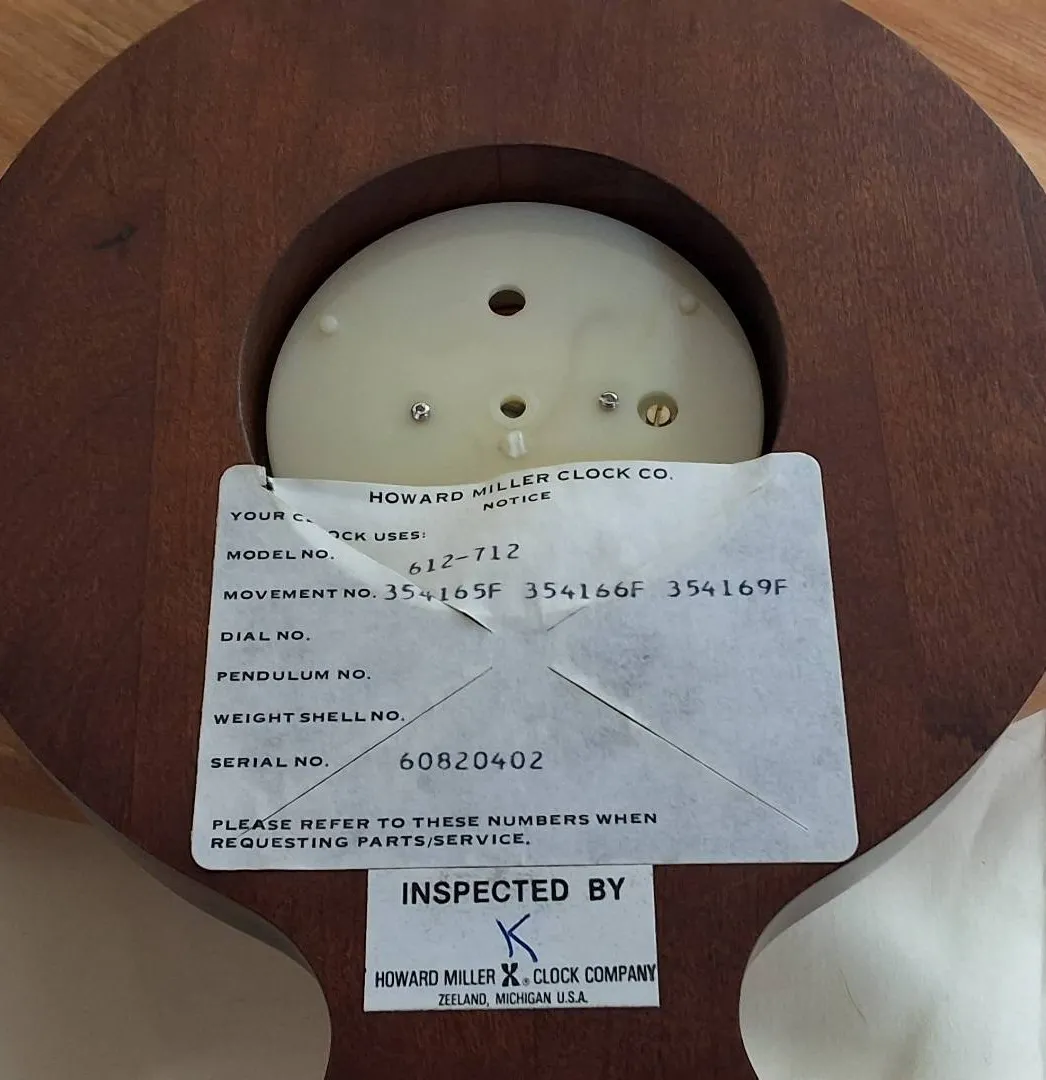 HOWARD MILLER CLOCK CO.
NOTICE
YOUR CLOCK USES:
MODEL NO. 612-712
MOVEMENT NO. 354165F 354166F 354169F
DIAL NO.
PENDULUM NO.
WEIGHT SHELL NO.
SERIAL NO. 60820402
PLEASE REFER TO THESE NUMBERS WHEN
REQUESTING PARTS/SERVICE.
INSPECTED BY
K
HOWARD MILLER ® CLOCK COMPANY
ZEELAND, MICHIGAN U.S.A.